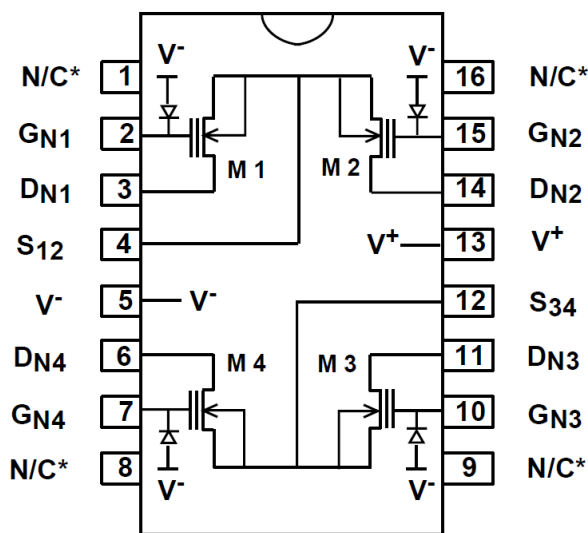 V-
V-
N/C*
1
16
N/C*
GN1
2
15
GN2
M 1
M 2
DN1
3
14
DN2
S12
4
V+
13
V+
V-
5
V-
12
S34
DN4
6
M 4
M 3
11
DN3
GN4
7
10
GN3
N/C*
8
V-
V-
9
N/C*